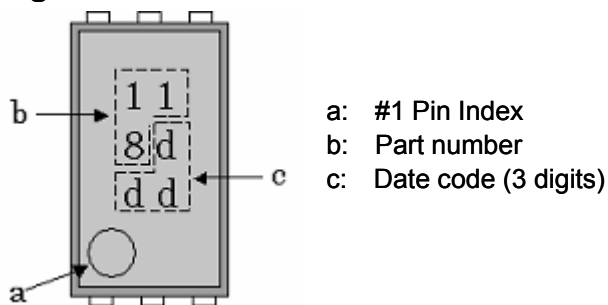 1 1
b
8 d
c
d d
a
a: #1 Pin Index
b: Part number
c: Date code (3 digits)